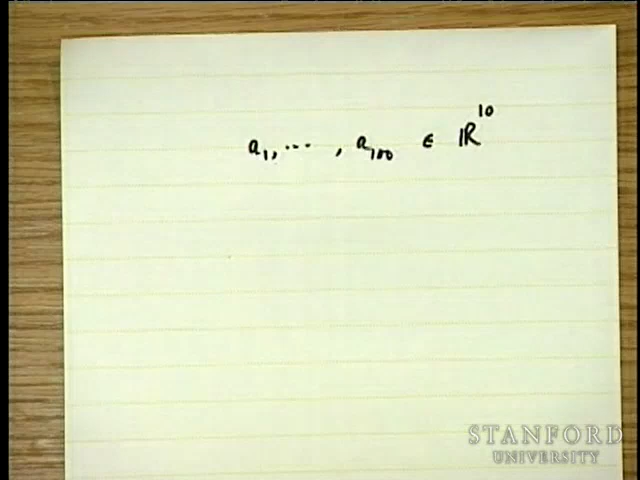 a₁, ⋯ , a₁₀₀ ∈ ℝ¹⁰
STANFORD
UNIVERSITY